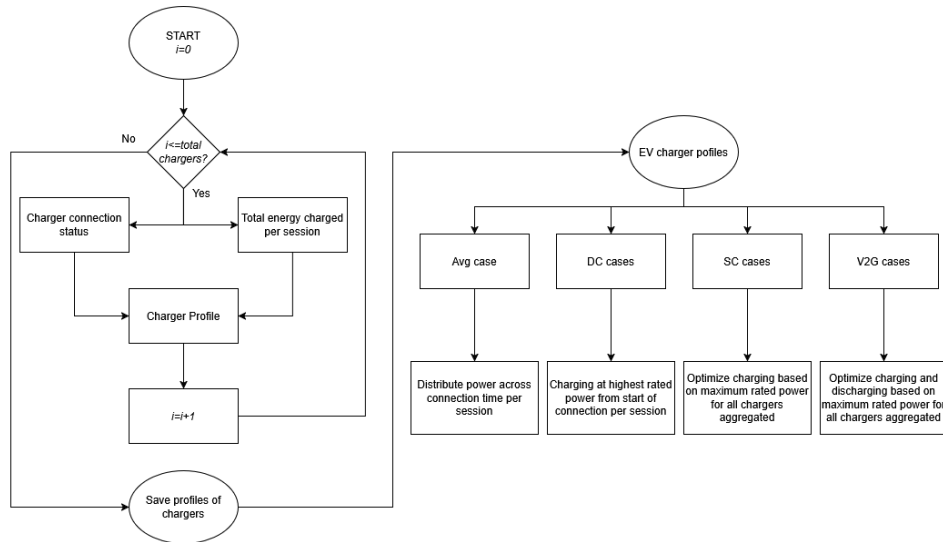 START
i=0
No
i<=total
chargers?
Yes
Charger connection
status
Total energy charged
per session
Charger Profile
i=i+1
Save profiles of
chargers
EV charger pofiles
Avg case
DC cases
SC cases
V2G cases
Distribute power across
connection time per
session
Charging at highest rated
power from start of
connection per session
Optimize charging based
on maximum rated power
for all chargers
aggregated
Optimize charging and
discharging based on
maximum rated power for
all chargers aggregated